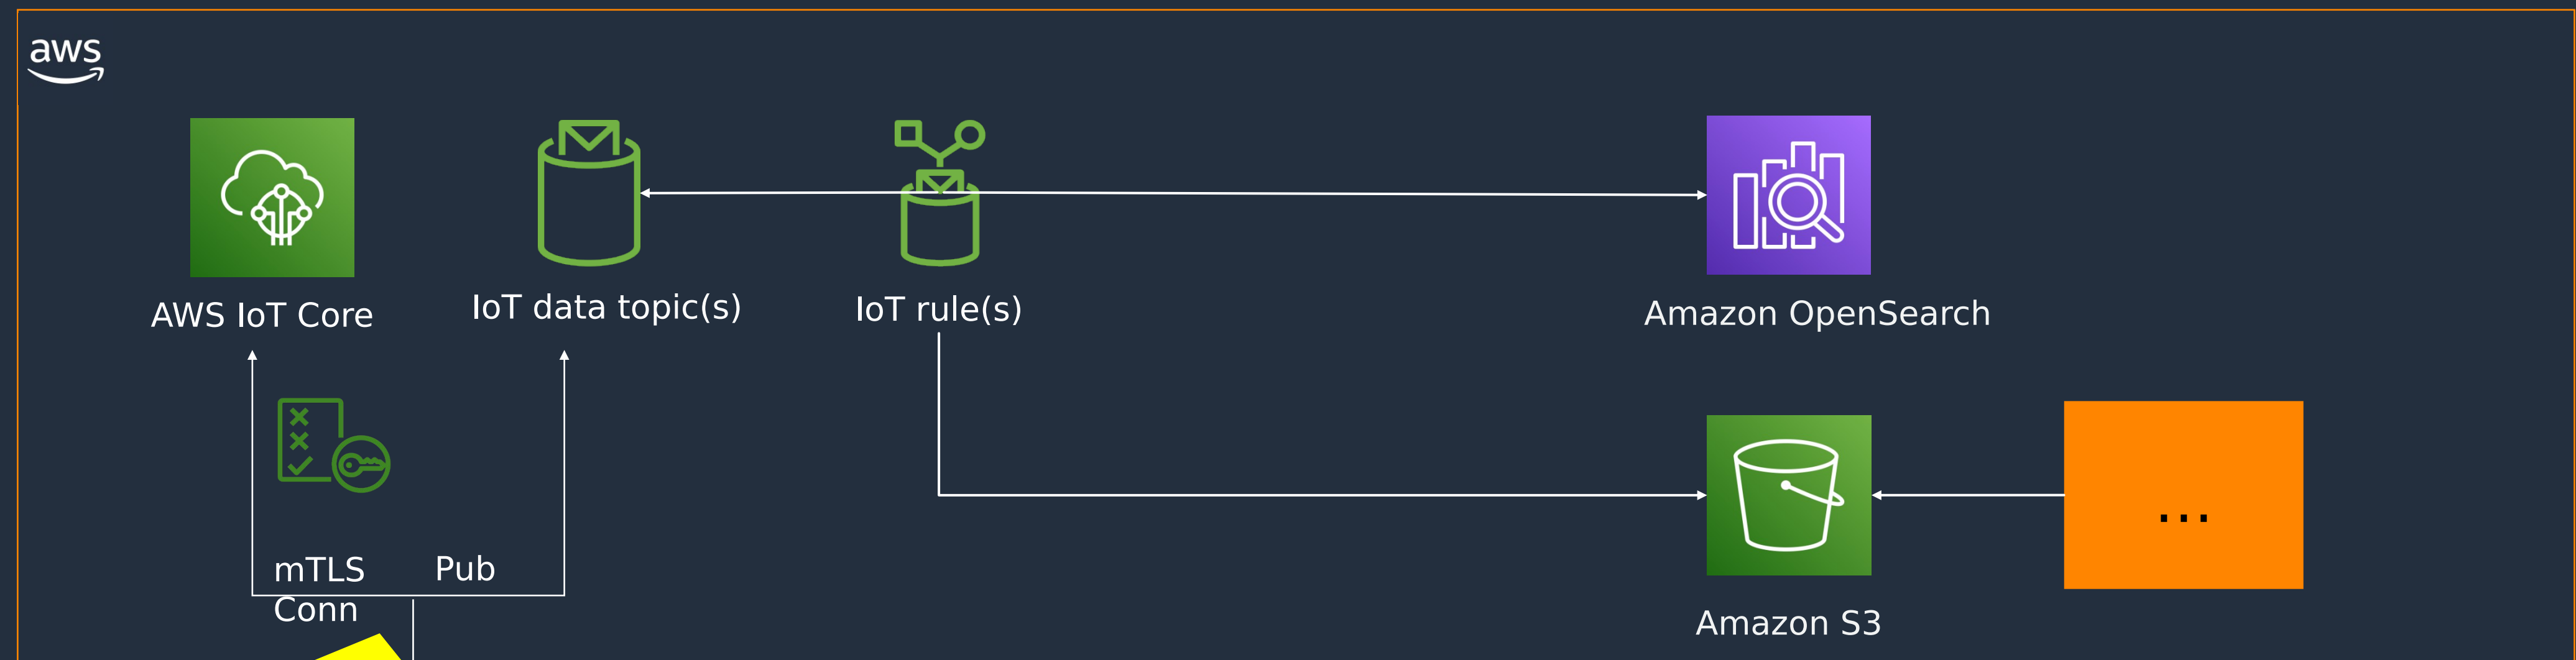 aws
AWS IoT Core
IoT data topic(s)
IoT rule(s)
Amazon OpenSearch
mTLS
Conn
Pub
...
Amazon S3